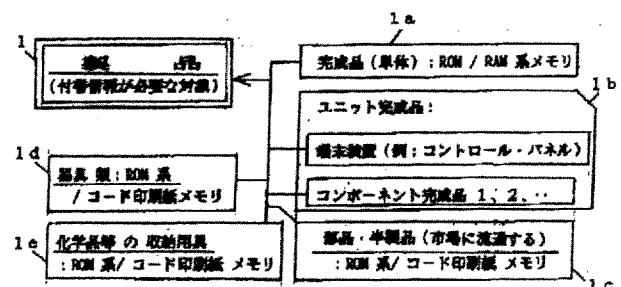 1
(付帯情報が必要な対象)
1a
完成品(単体):ROM / RAM 系メモリ
1b
ユニット完成品:
端末装置(例:コントロール・パネル)
コンポーネント完成品 1、2、‥
1d
器具 類:ROM 系
/ コード印刷紙メモリ
1e
化学品等 の 収納用具
:ROM 系/ コード印刷紙 メモリ
部品・半製品(市場に流通する)
:ROM 系/ コード印刷紙 メモリ
1c